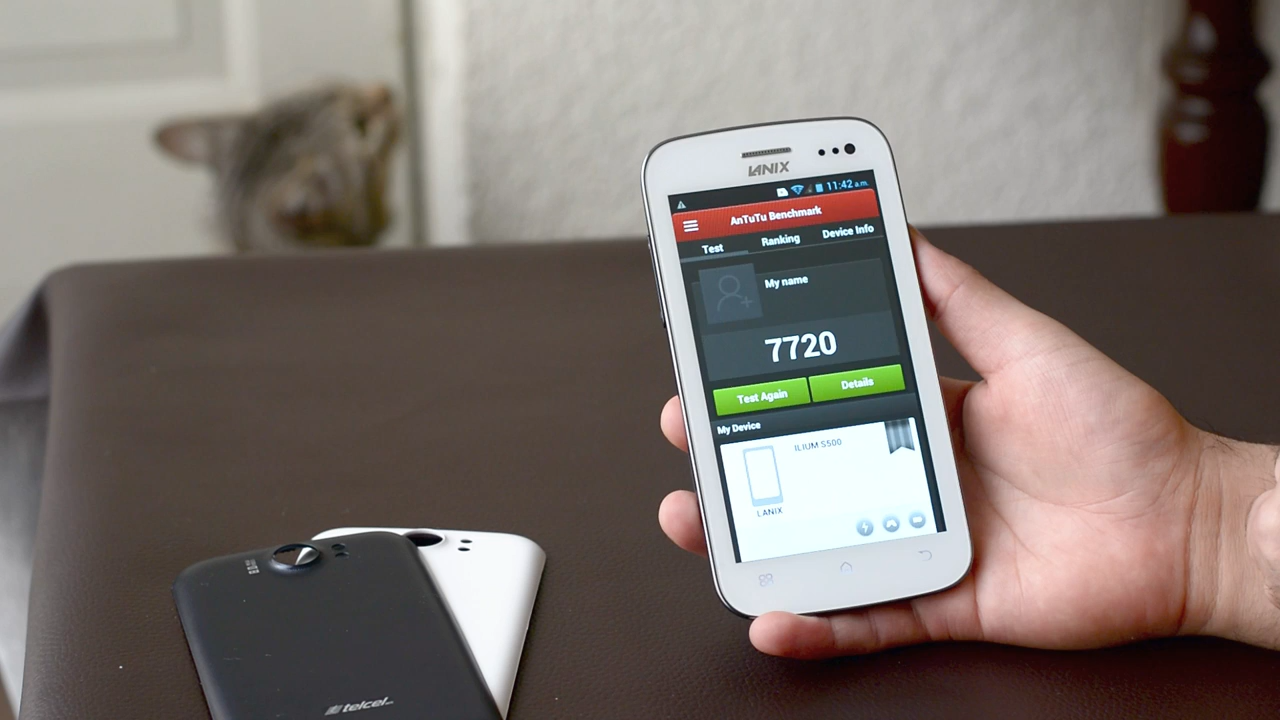 LANIX
11:42 a.m.
AnTuTu Benchmark
Test Ranking Device Info
My name
7720
Test Again Details
My Device
ILIUM S500
LANIX
telcel